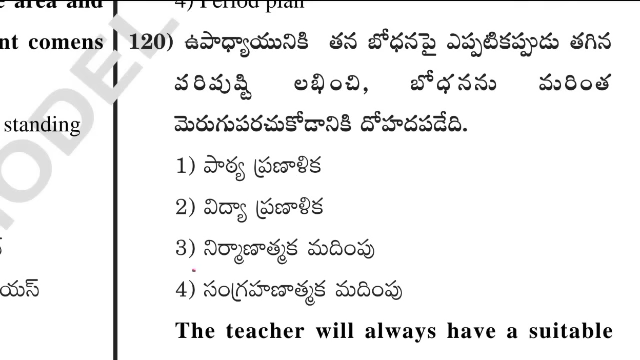 e area and
nt comens
standing
యస్
4) Period plan
120) ఉపాధ్యాయునికి తన బోధనపై ఎప్పటికప్పుడు తగిన
పరిపుష్టి లభించి, బోధనను మరింత
మెరుగుపరచుకోడానికి దోహదపడేది.
1) పాఠ్య ప్రణాళిక
2) విద్యా ప్రణాళిక
3) నిర్మాణాత్మక మదింపు
4) సంగ్రహణాత్మక మదింపు
The teacher will always have a suitable
MODEL